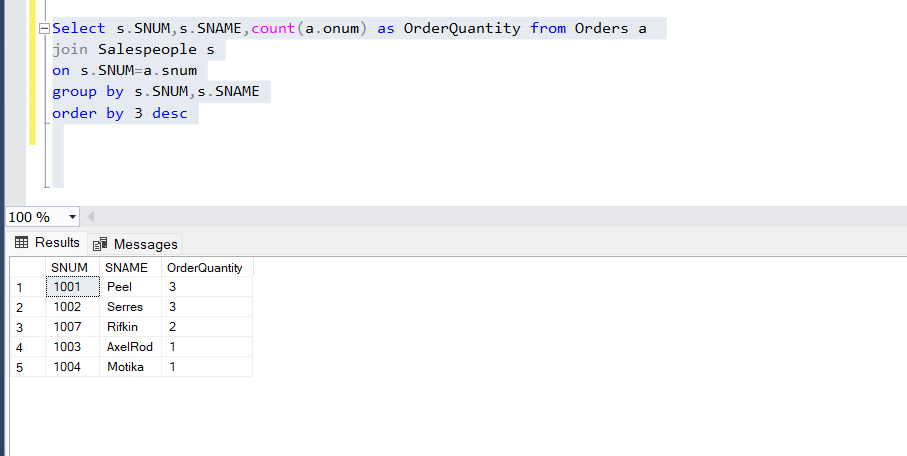 Select s.SNUM,s.SNAME,count(a.onum) as OrderQuantity from Orders a
join Salespeople s
on s.SNUM=a.snum
group by s.SNUM,s.SNAME
order by 3 desc
100 %
Results Messages
SNUM SNAME OrderQuantity
1 1001 Peel 3
2 1002 Serres 3
3 1007 Rifkin 2
4 1003 AxelRod 1
5 1004 Motika 1